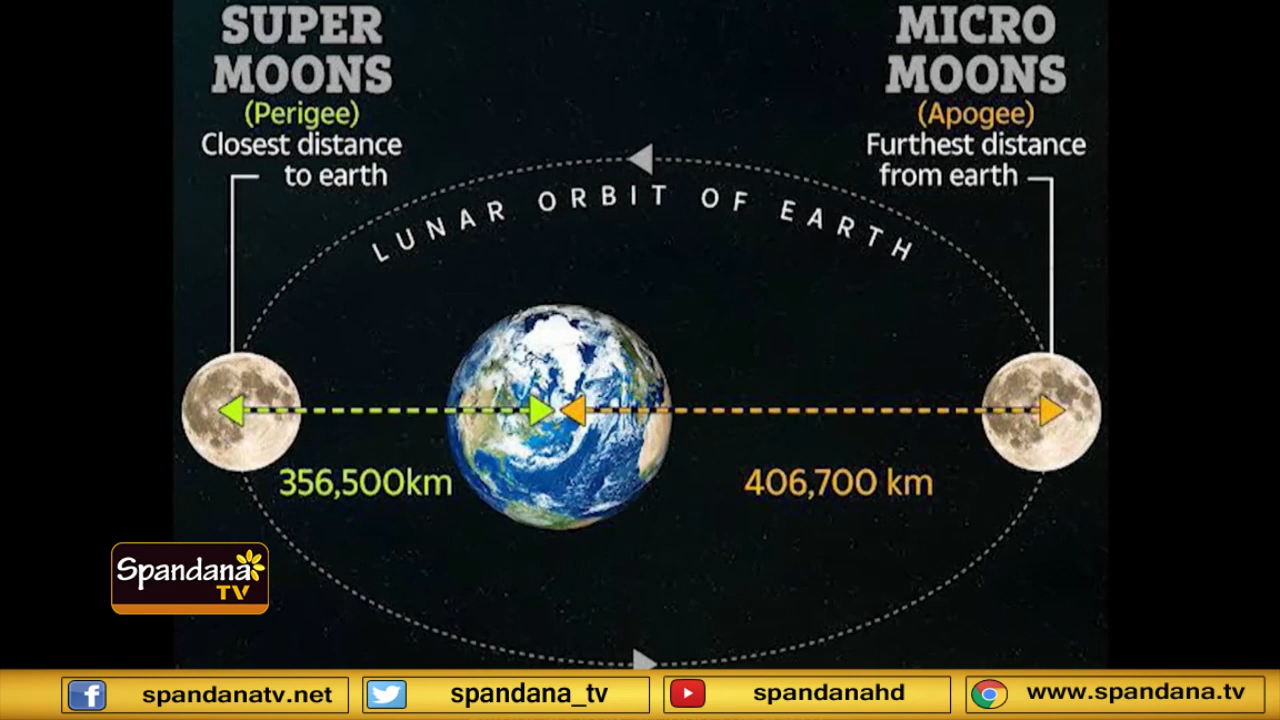 SUPER
MOONS
(Perigee)
Closest distance
to earth
MICRO
MOONS
(Apogee)
Furthest distance
from earth
LUNAR ORBIT OF EARTH
356,500km
406,700 km
Spandana
TV
spandanatv.net
spandana_tv
spandanahd
www.spandana.tv